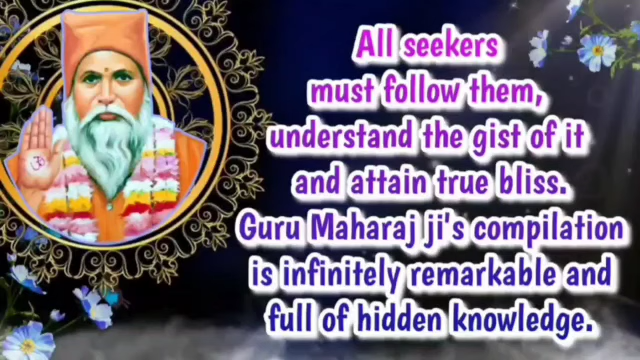 All seekers
must follow them,
understand the gist of it
and attain true bliss.
Guru Maharaj ji's compilation
is infinitely remarkable and
full of hidden knowledge.
ॐ